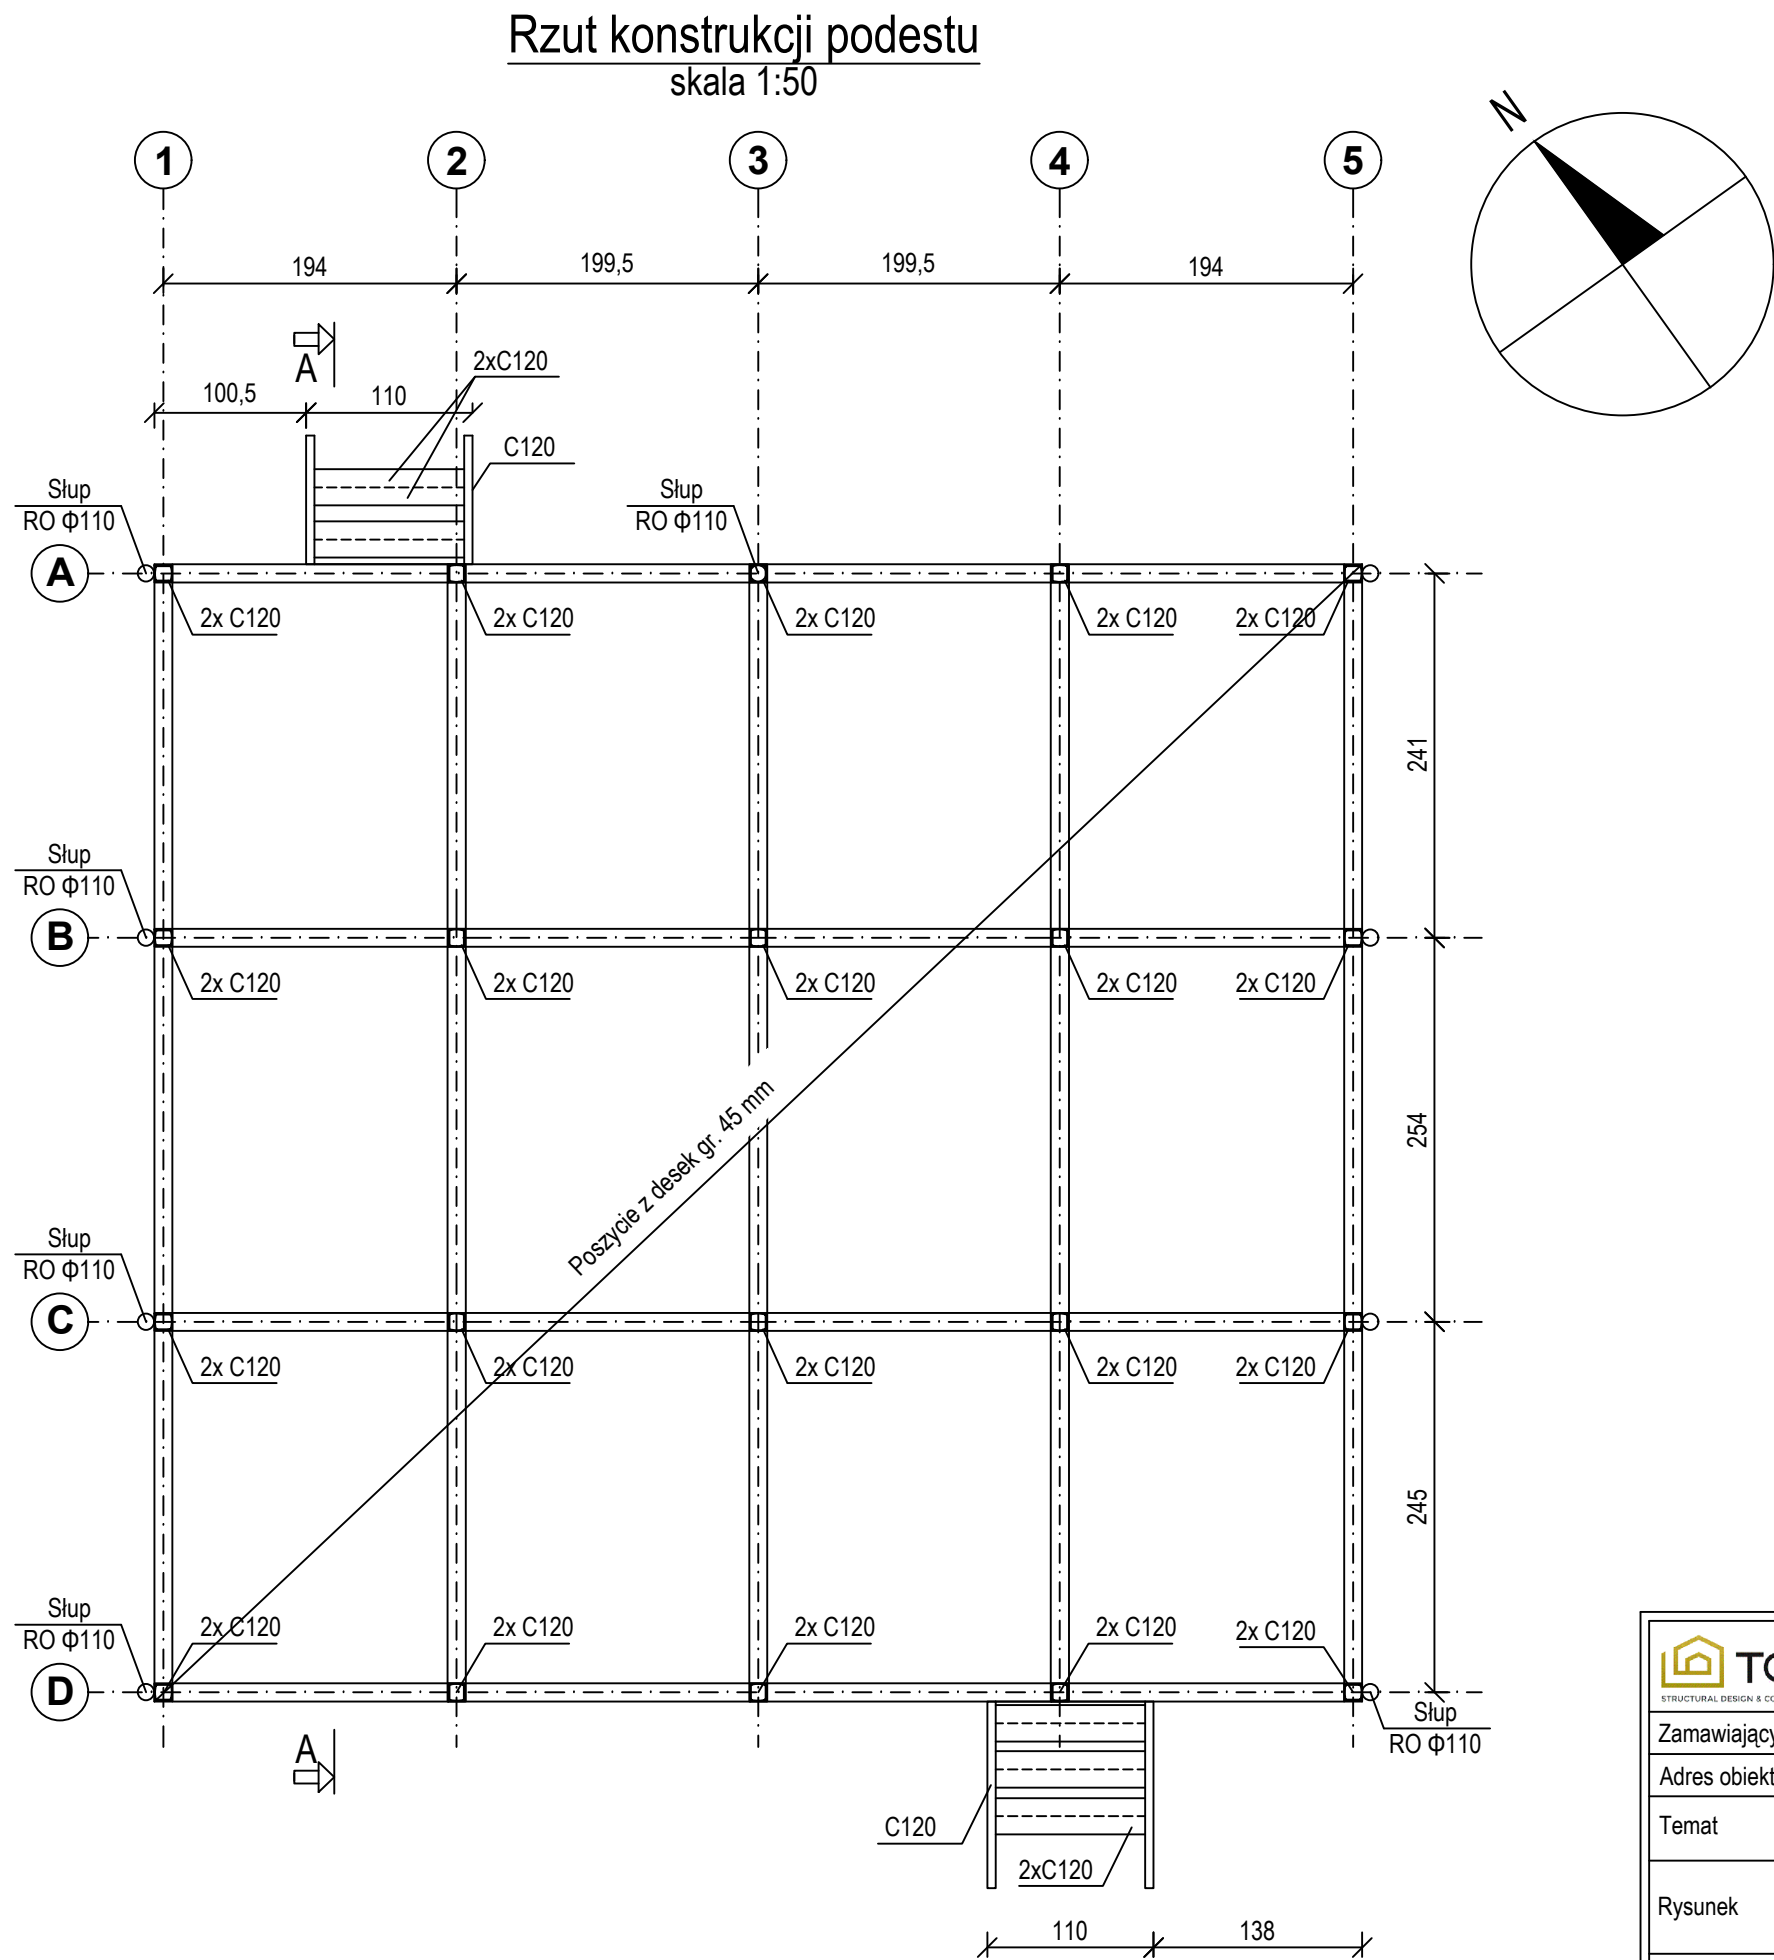 Rzut konstrukcji podestu
skala 1:50
N
1 2 3 4 5
194 199,5 199,5 194
A
2xC120
100,5 110
C120
Słup
RO Φ110
Słup
RO Φ110
A
2x C120 2x C120 2x C120 2x C120 2x C120
241
Słup
RO Φ110
B
2x C120 2x C120 2x C120 2x C120 2x C120
Poszycie z desek gr. 45 mm
254
Słup
RO Φ110
C
2x C120 2x C120 2x C120 2x C120 2x C120
245
Słup
RO Φ110
2x C120 2x C120 2x C120 2x C120 2x C120
D
Słup
RO Φ110
A
C120
2xC120
110 138
STRUCTURAL DESIGN &
Temat
Rysunek